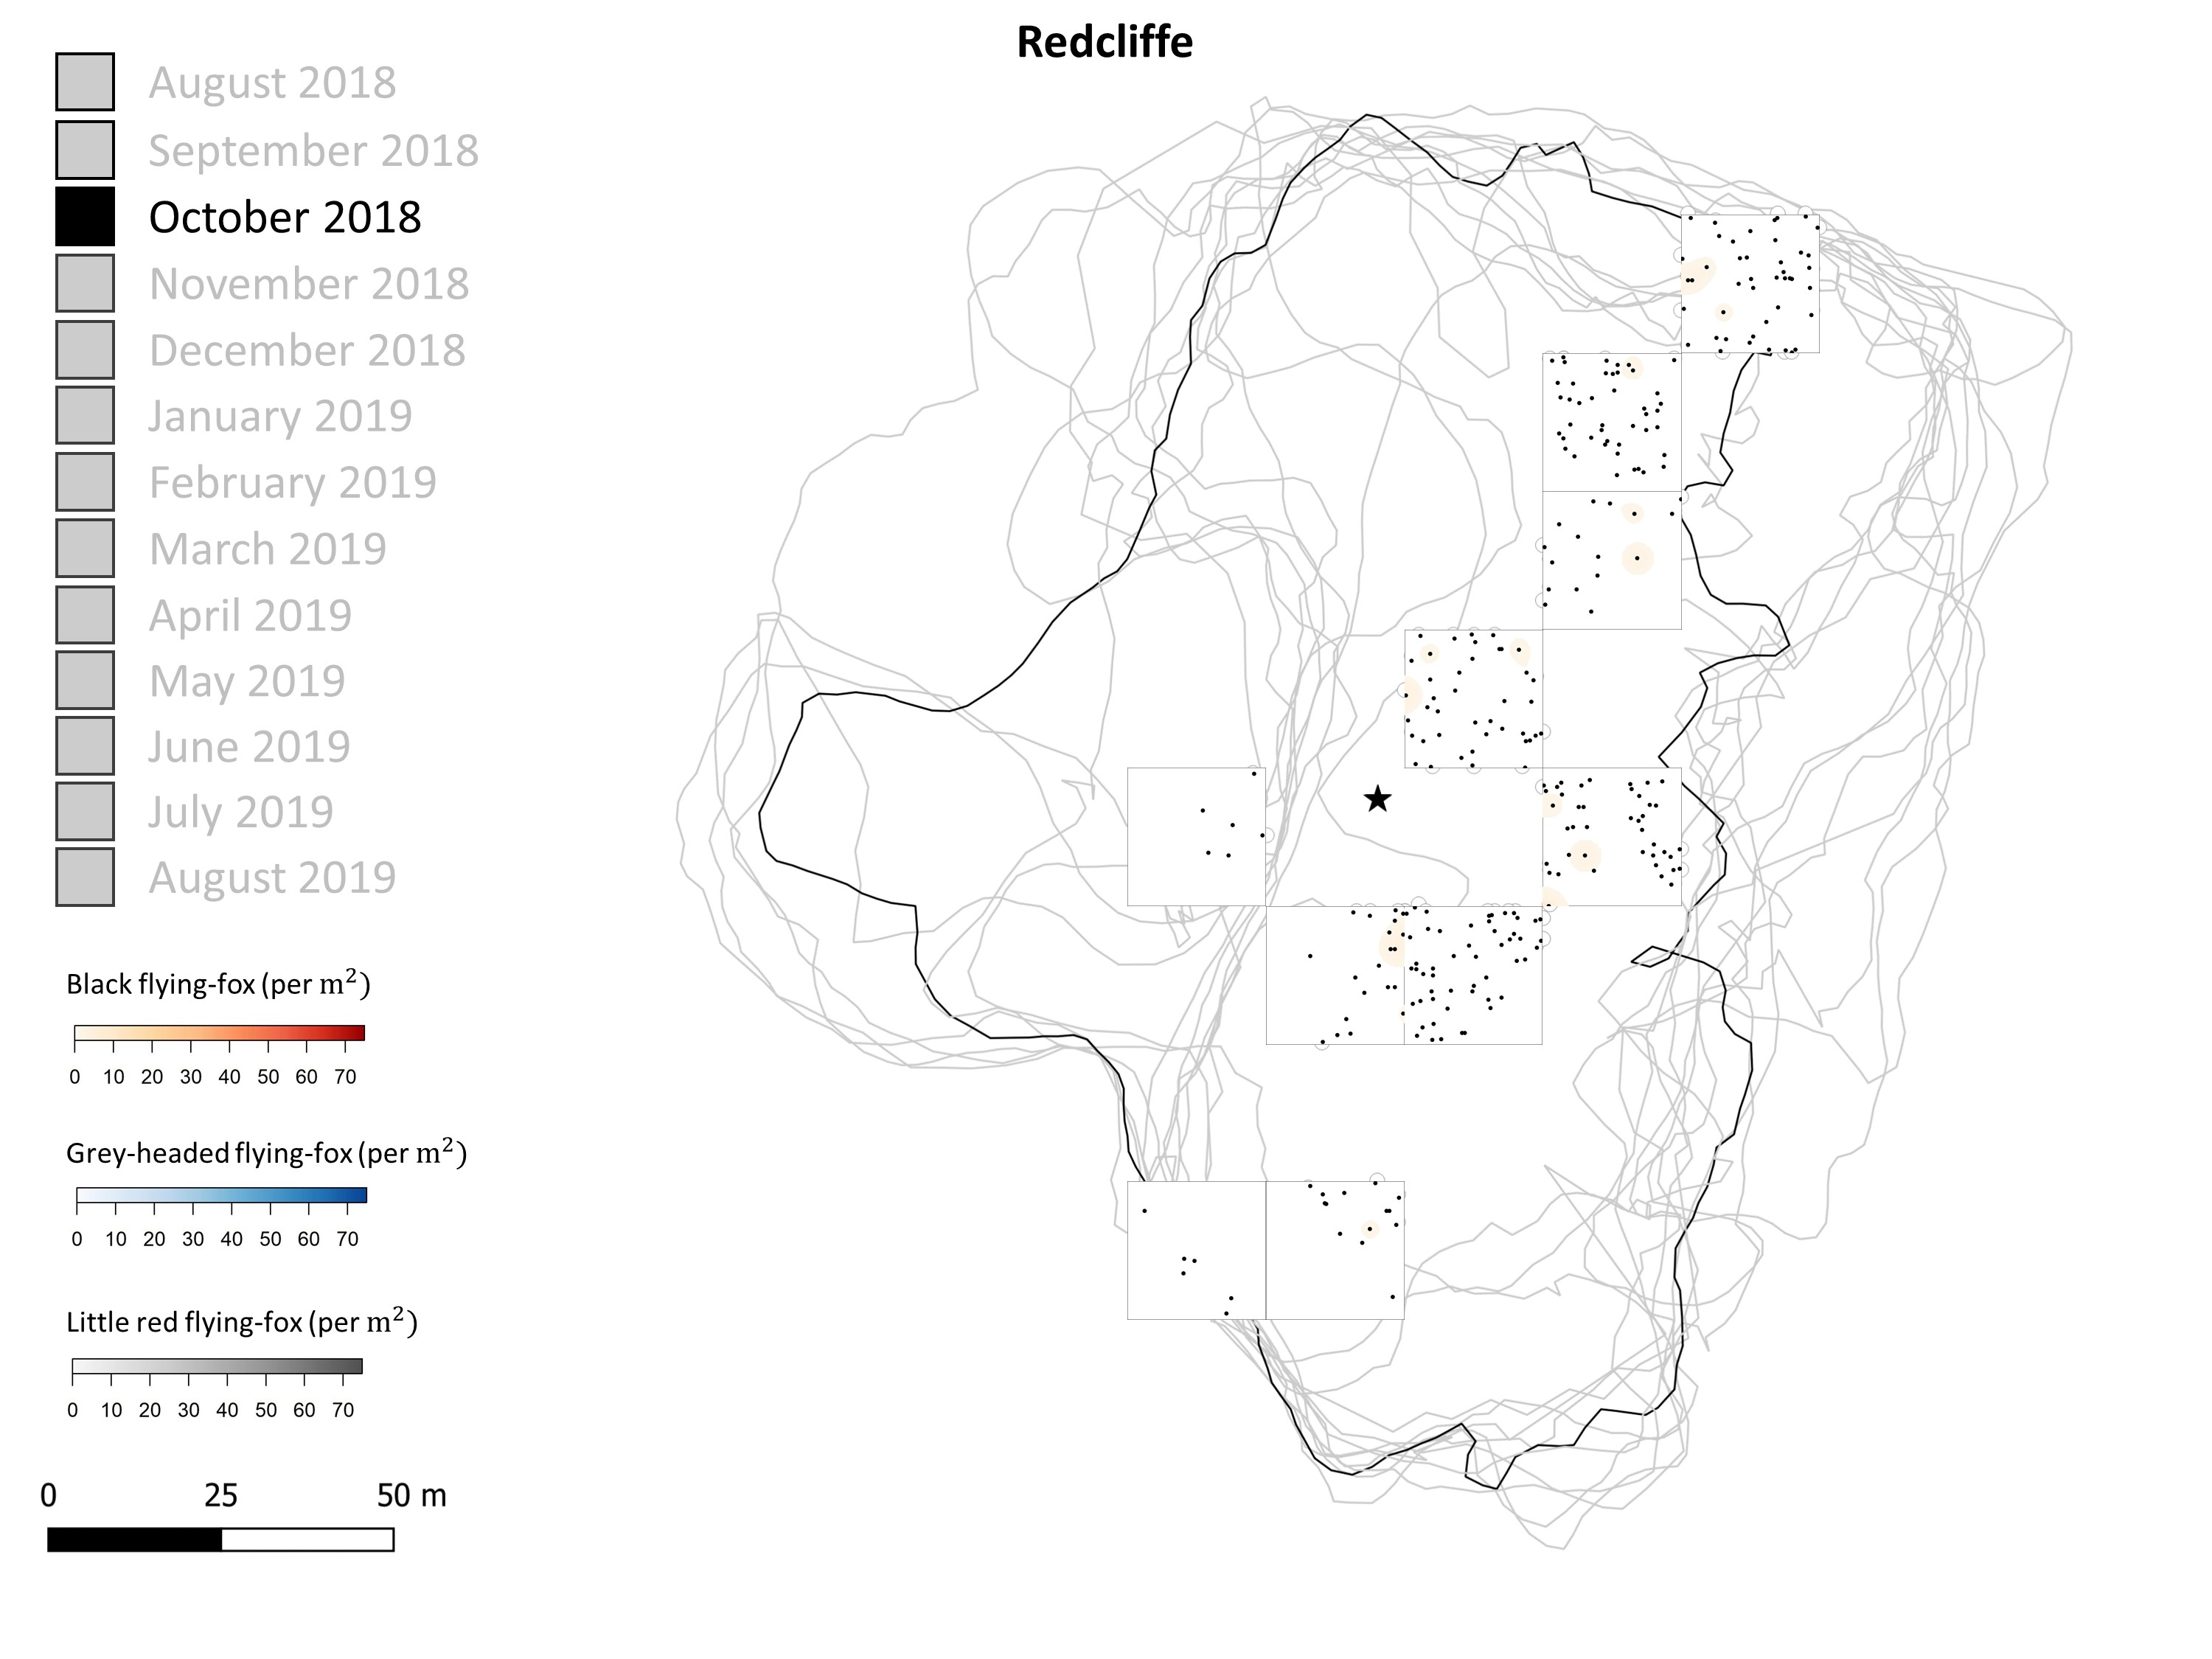 Redcliffe
August 2018
September 2018
October 2018
November 2018
December 2018
January 2019
February 2019
March 2019
April 2019
May 2019
June 2019
July 2019
August 2019
Black flying-fox (per m²)
0 10 20 30 40 50 60 70
Grey-headed flying-fox (per m²)
0 10 20 30 40 50 60 70
Little red flying-fox (per m²)
0 10 20 30 40 50 60 70
0 25 50 m